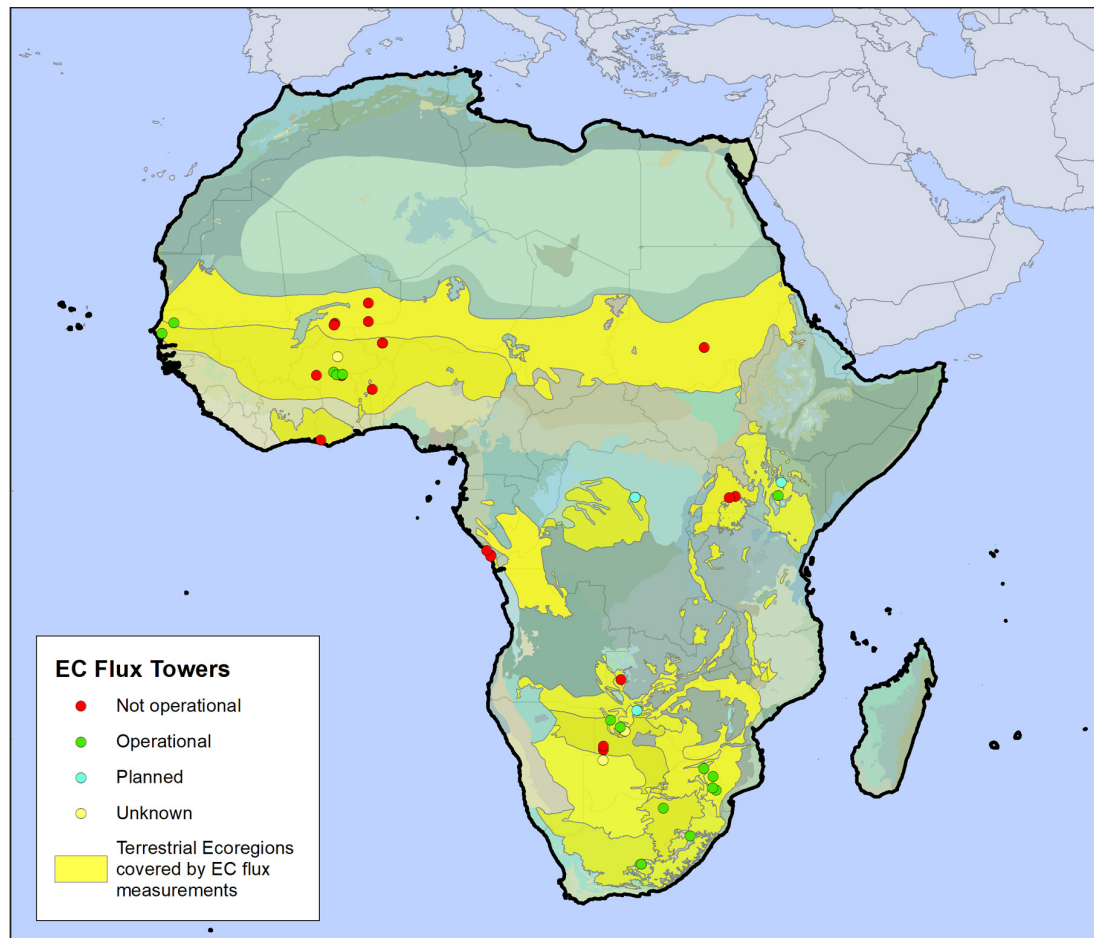 EC Flux Towers
Not operational
Operational
Planned
Unknown
Terrestrial Ecoregions
covered by EC flux
measurements